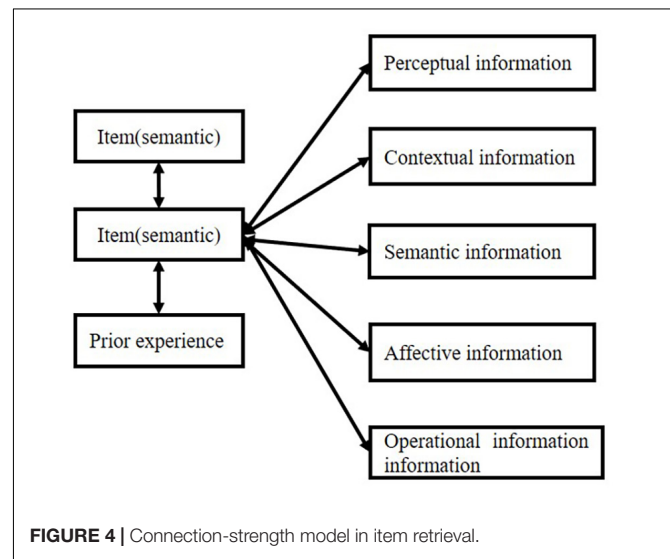 Item(semantic)
Item(semantic)
Prior experience
Perceptual information
Contextual information
Semantic information
Affective information
Operational information
information
FIGURE 4 | Connection-strength model in item retrieval.